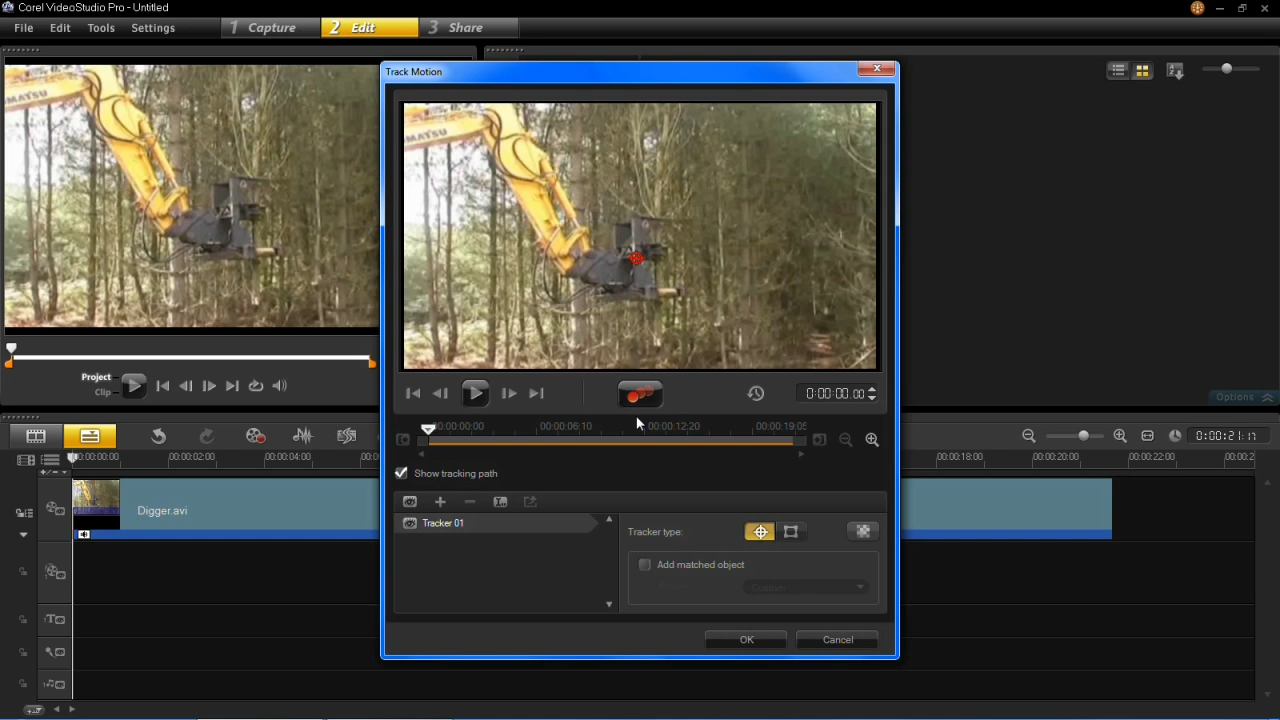 Corel VideoStudio Pro - Untitled
File Edit Tools Settings 1 Capture 2 Edit 3 Share
Track Motion
KOMATSU
OMATSU
Project
Clip
0:00:00.00
Options
00:00:00:00 00:00:06:10 00:00:12:20 00:00:19:05
0:00:21:17
00:00:00:00 00:00:02:00 00:00:04:00 00:00:18:00 00:00:20:00 00:00:22:00
Show tracking path
Digger.avi
Tracker 01
Tracker type:
Add matched object
OK Cancel